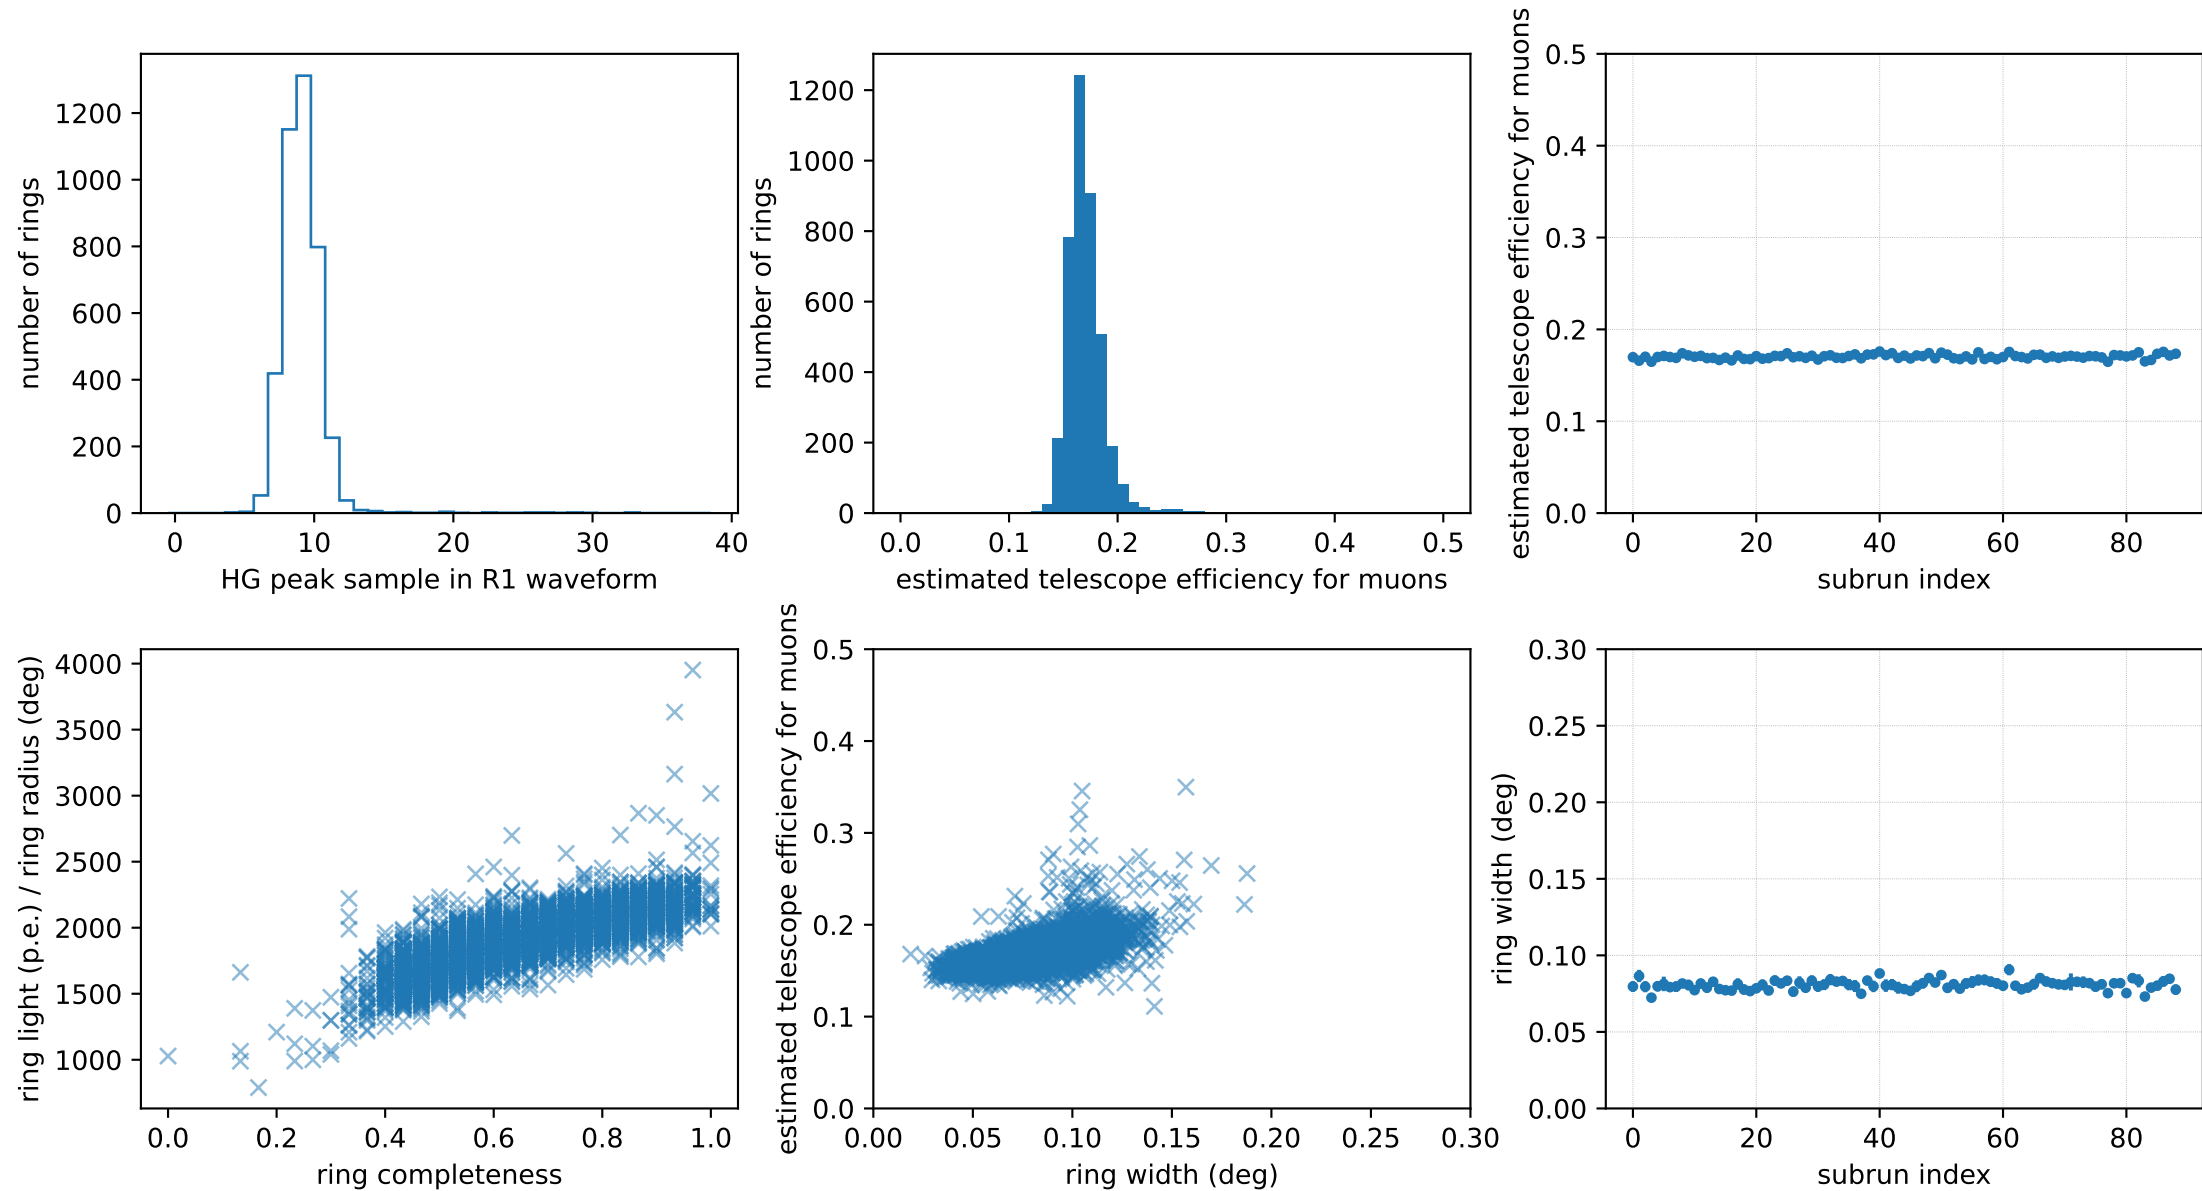 number of rings
1200
1000
800
600
400
200
0
0 10 20 30 40
HG peak sample in R1 waveform
number of rings
1200
1000
800
600
400
200
0
0.0 0.1 0.2 0.3 0.4 0.5
estimated telescope efficiency for muons
estimated telescope efficiency for muons
0.5
0.4
0.3
0.2
0.1
0.0
0 20 40 60 80
subrun index
ring light (p.e.) / ring radius (deg)
4000
3500
3000
2500
2000
1500
1000
0.0 0.2 0.4 0.6 0.8 1.0
ring completeness
estimated telescope efficiency for muons
0.5
0.4
0.3
0.2
0.1
0.0
0.00 0.05 0.10 0.15 0.20 0.25 0.30
ring width (deg)
ring width (deg)
0.30
0.25
0.20
0.15
0.10
0.05
0.00
0 20 40 60 80
subrun index